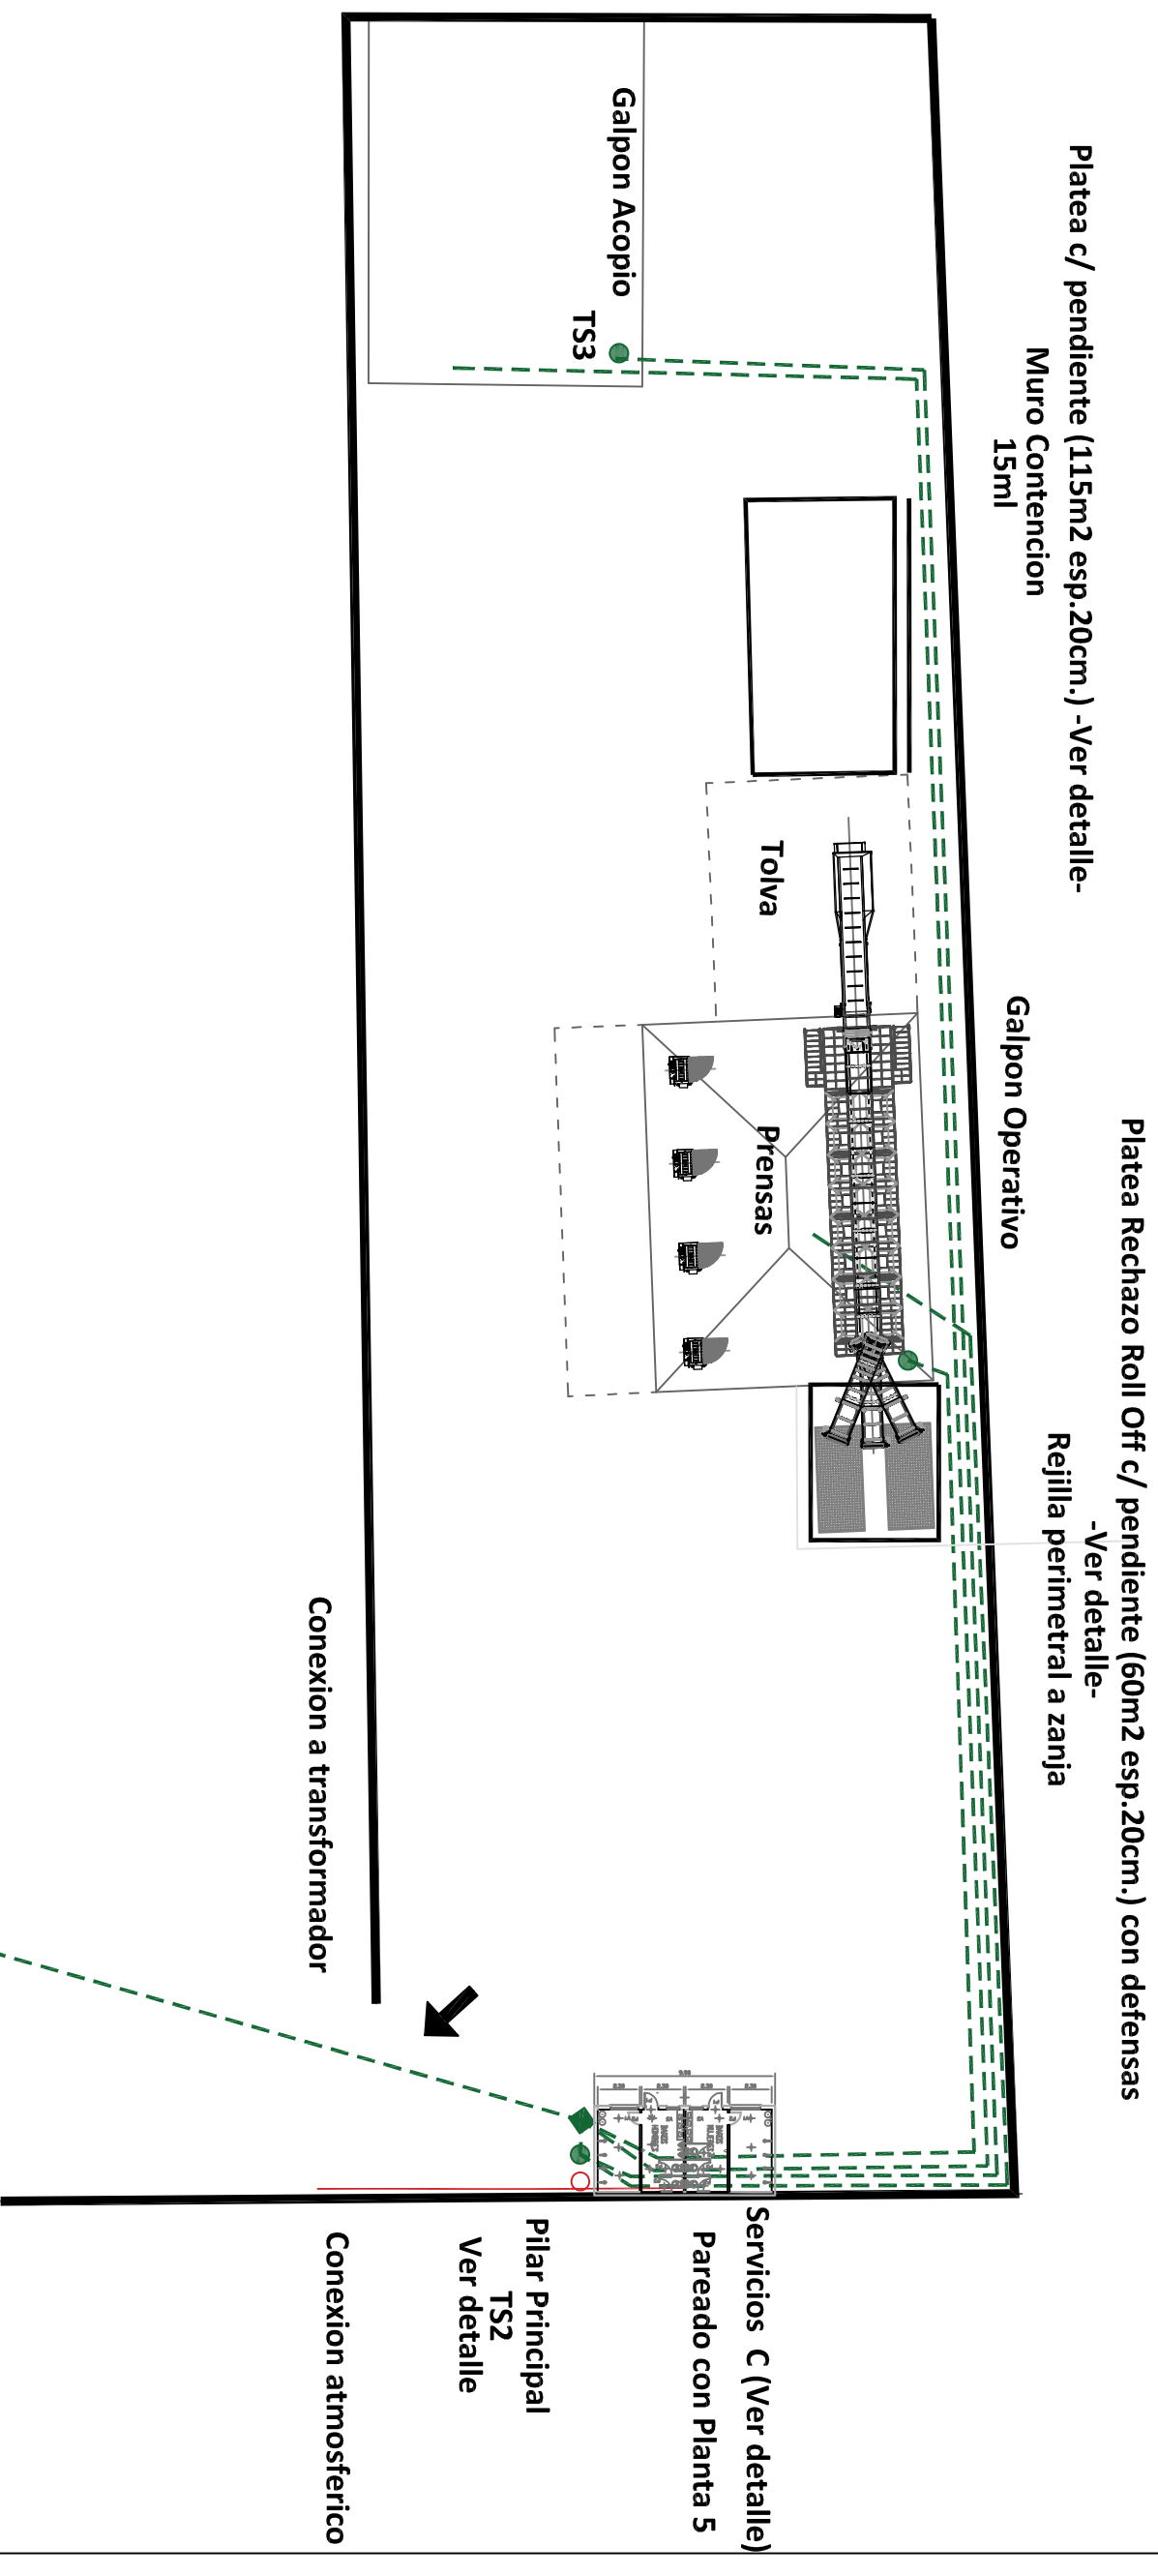 Platea c/ pendiente (115m2 esp.20cm.) -Ver detalle-
Muro Contencion
15ml
Galpon Acopio
TS3
Tolva
Galpon Operativo
Prensas
Platea Rechazo Roll Off c/ pendiente (60m2 esp.20cm.) con defensas
-Ver detalle-
Rejilla perimetral a zanja
Conexion a transformador
Servicios C (Ver detalle)
Pareado con Planta 5
Pilar Principal
TS2
Ver detalle
Conexion atmosferico